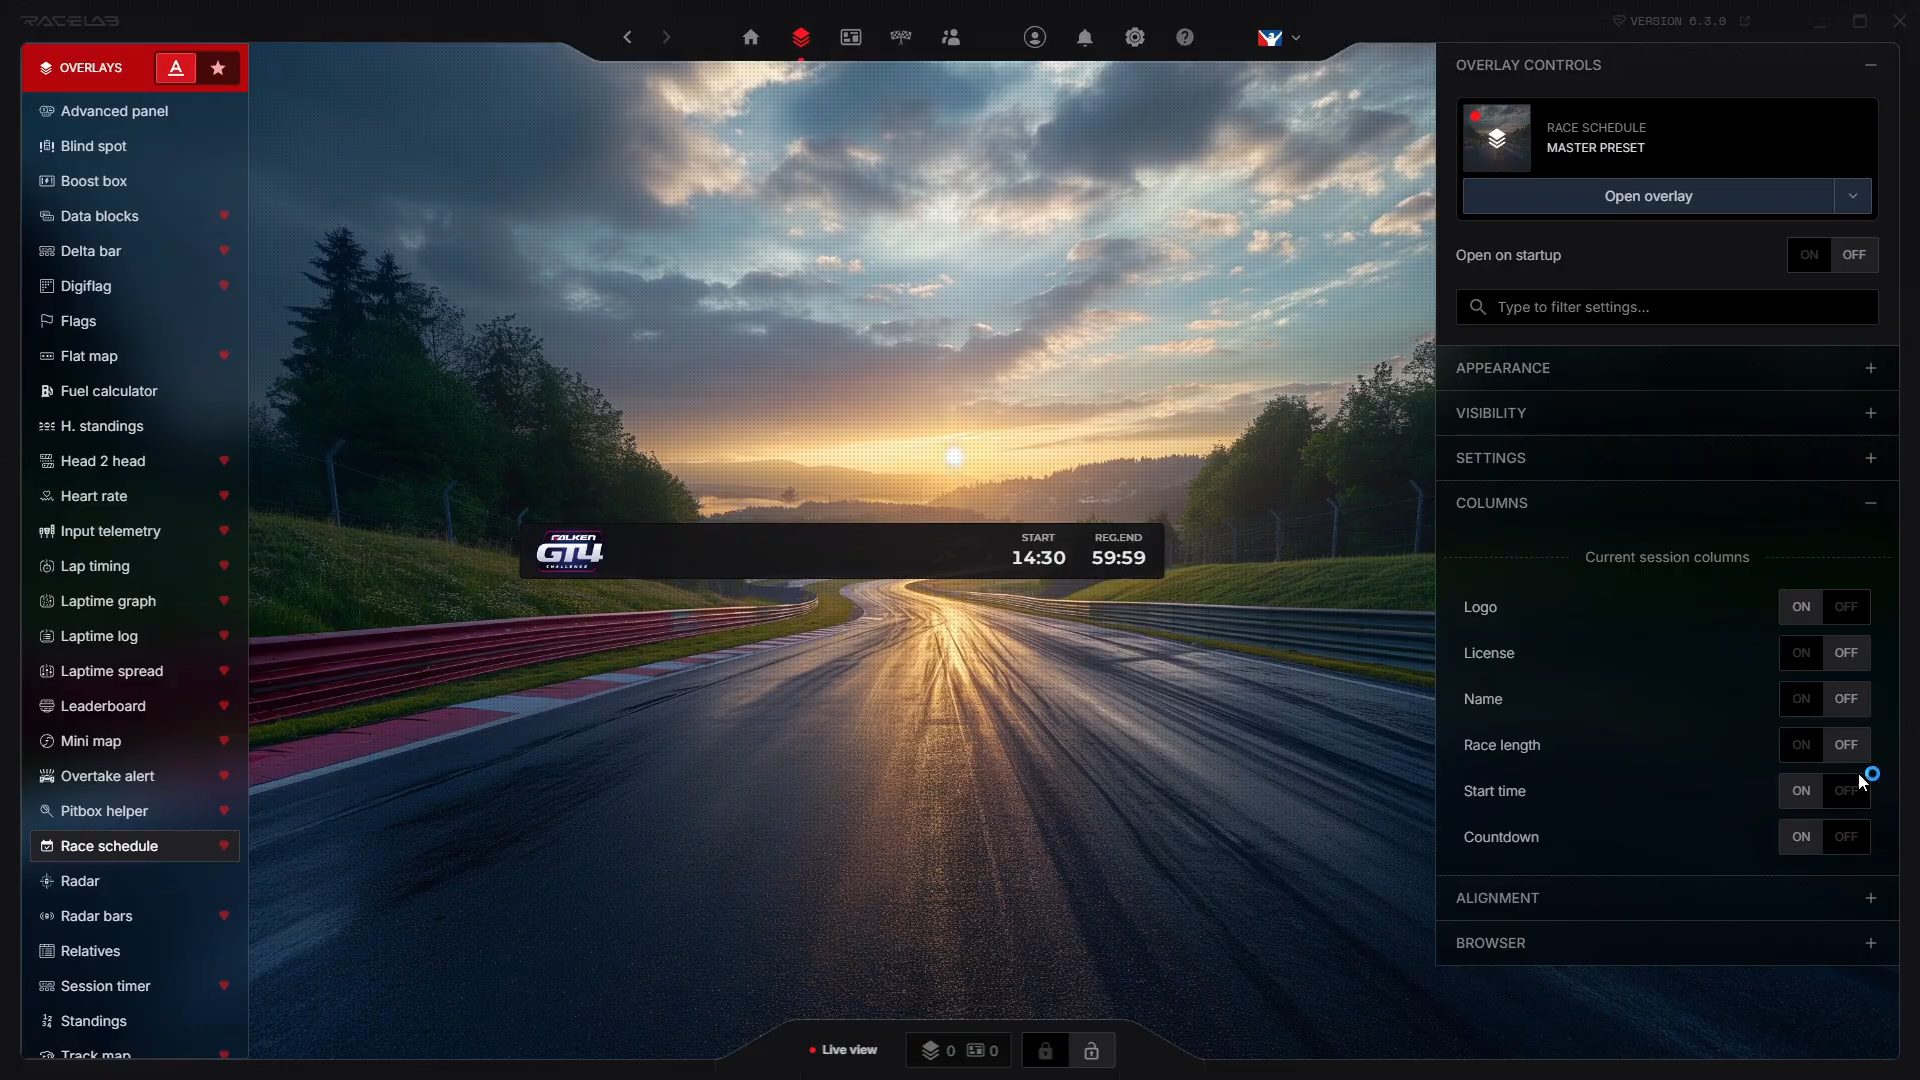 RACELAB
VERSION 6.3.0
OVERLAYS
Advanced panel
Blind spot
Boost box
Data blocks
Delta bar
Digiflag
Flags
Flat map
Fuel calculator
H. standings
Head 2 head
Heart rate
Input telemetry
Lap timing
Laptime graph
Laptime log
Laptime spread
Leaderboard
Mini map
Overtake alert
Pitbox helper
Race schedule
Radar
Radar bars
Relatives
Session timer
Standings
Track map
FALKEN
GT4
CHALLENGE
START
14:30
REG.END
59:59
Live view
0
0
OVERLAY CONTROLS
RACE SCHEDULE
MASTER PRESET
Open overlay
Open on startup ON OFF
Type to filter settings...
APPEARANCE
VISIBILITY
SETTINGS
COLUMNS
Current session columns
Logo ON OFF
License ON OFF
Name ON OFF
Race length ON OFF
Start time ON OFF
Countdown ON OFF
ALIGNMENT
BROWSER